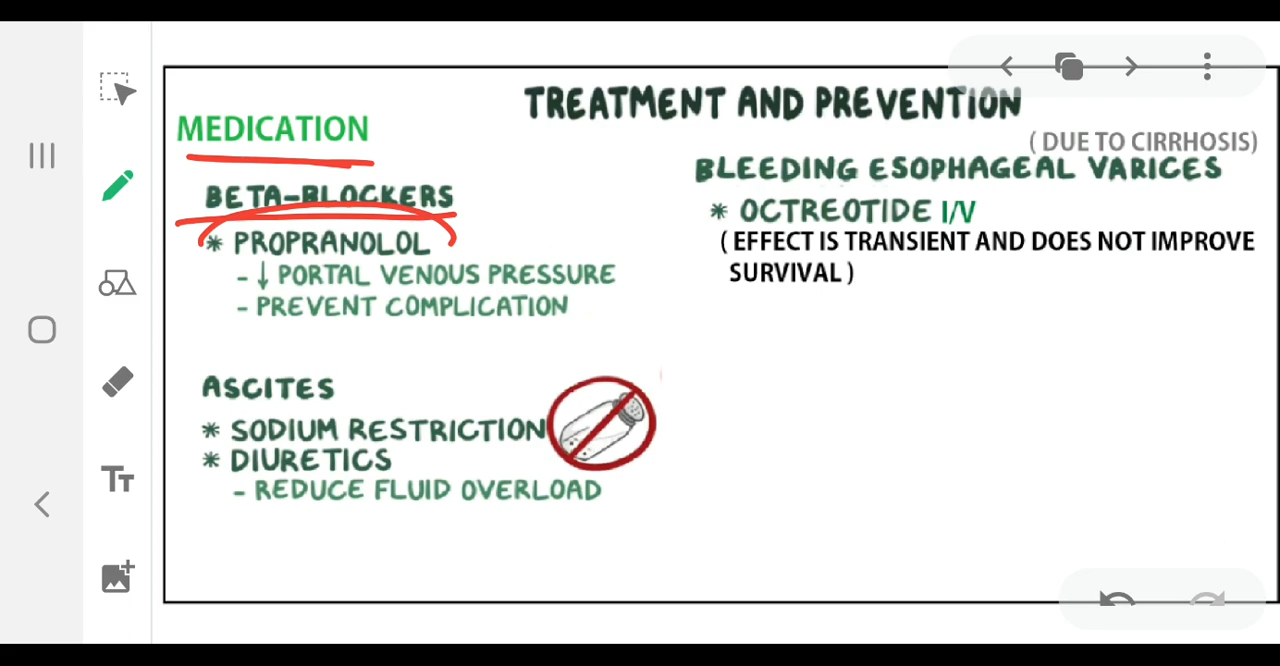 TREATMENT AND PREVENTION
MEDICATION
BETA-BLOCKERS
* PROPRANOLOL
- ↓ PORTAL VENOUS PRESSURE
- PREVENT COMPLICATION
ASCITES
* SODIUM RESTRICTION
* DIURETICS
- REDUCE FLUID OVERLOAD
( DUE TO CIRRHOSIS)
BLEEDING ESOPHAGEAL VARICES
* OCTREOTIDE I/V
( EFFECT IS TRANSIENT AND DOES NOT IMPROVE
SURVIVAL )
TT